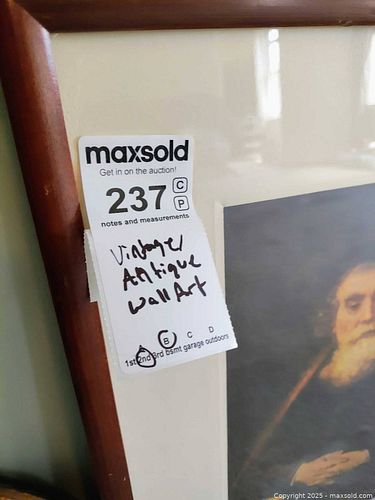 maxsold
Get in on the auction!
237 C
P
notes and measurements
Vintage/
Antique
Wall Art
B C D
1st 2nd 3rd bsmt garage outdoors
Copyright 2025 - maxsold.com